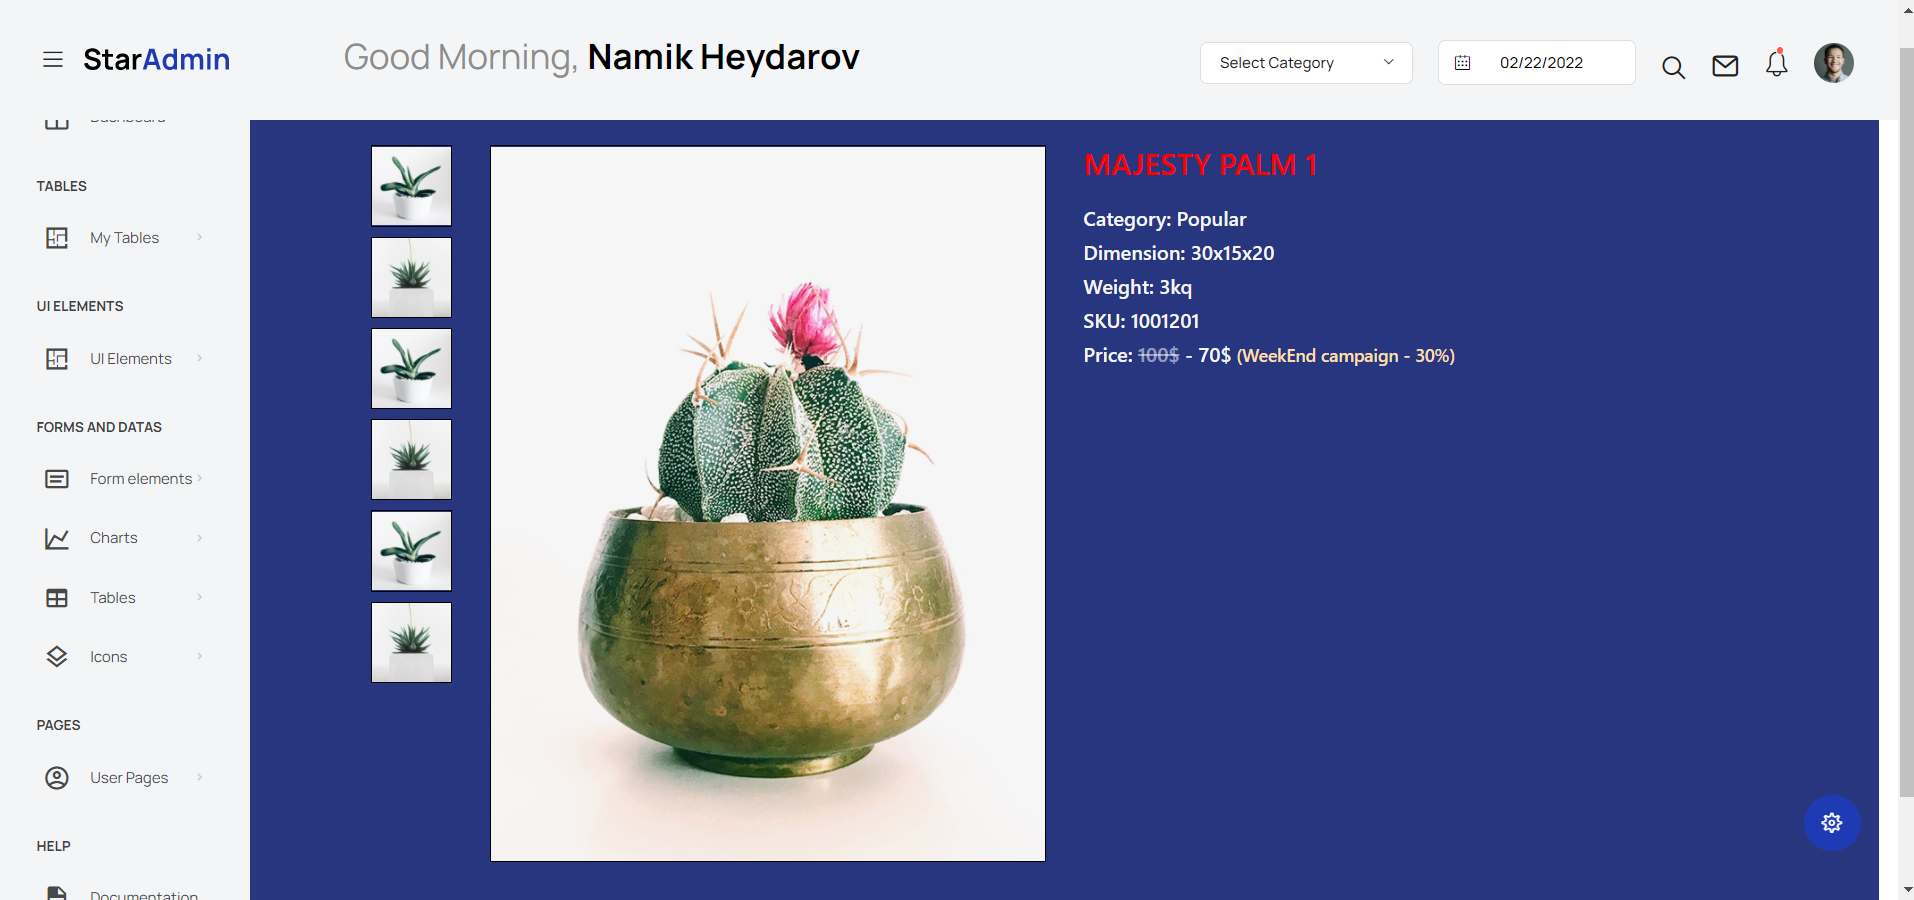 StarAdmin
Good Morning, Namik Heydarov
Select Category
02/22/2022
Dashboard
TABLES
My Tables
UI ELEMENTS
UI Elements
FORMS AND DATAS
Form elements
Charts
Tables
Icons
PAGES
User Pages
HELP
Documentation
MAJESTY PALM 1
Category: Popular
Dimension: 30x15x20
Weight: 3kq
SKU: 1001201
Price: 100$ - 70$ (WeekEnd campaign - 30%)